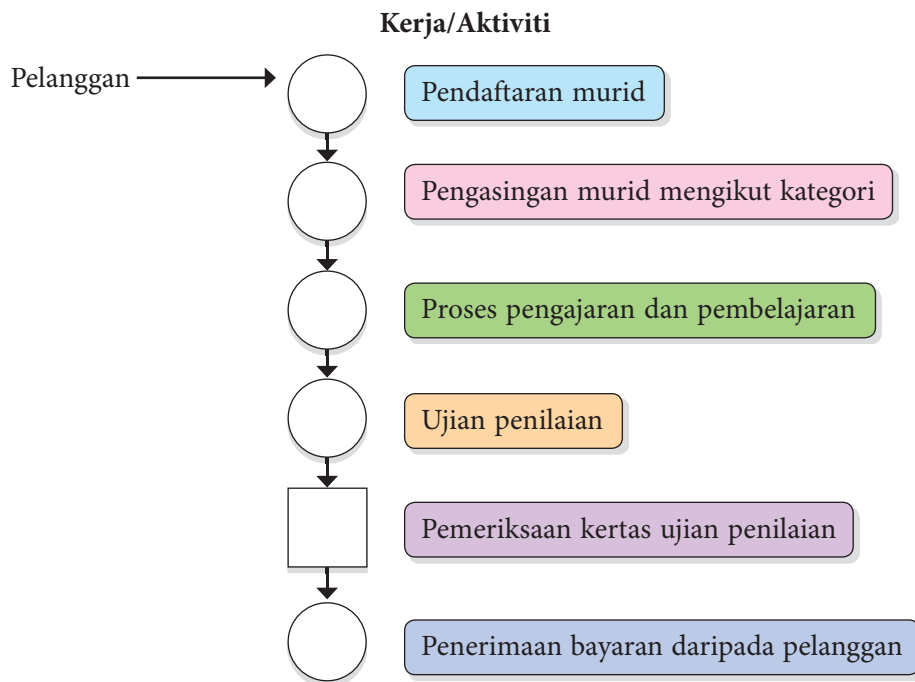 Kerja/Aktiviti
Pelanggan
Pendaftaran murid
Pengasingan murid mengikut kategori
Proses pengajaran dan pembelajaran
Ujian penilaian
Pemeriksaan kertas ujian penilaian
Penerimaan bayaran daripada pelanggan